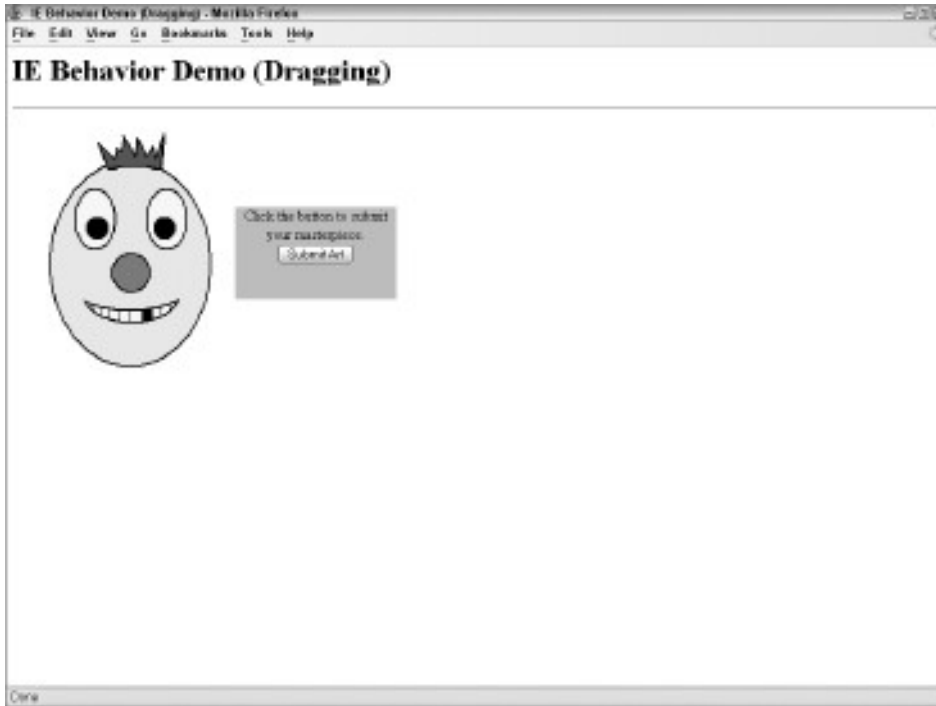 IE Behavior Demo (Dragging) - Mozilla Firefox
File Edit View Go Bookmarks Tools Help
IE Behavior Demo (Dragging)
Click the button to submit
your masterpiece.
Submit Art
Done